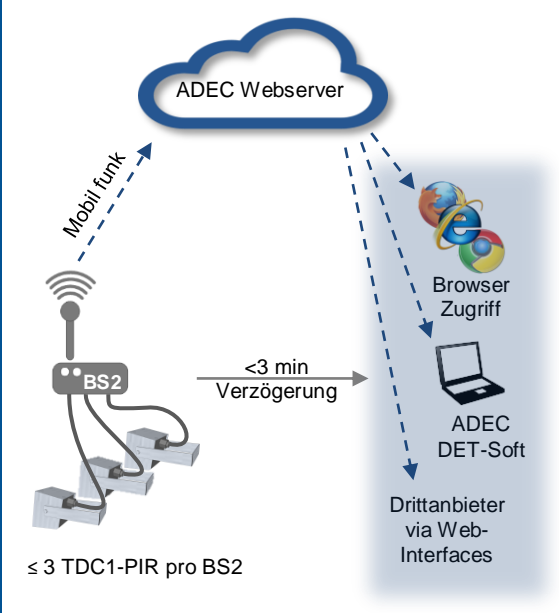 ADEC Webserver
Mobil funk
Browser
Zugriff
BS2
<3 min
Verzögerung
ADEC
DET-Soft
Drittanbieter
via Web-
Interfaces
≤ 3 TDC1-PIR pro BS2